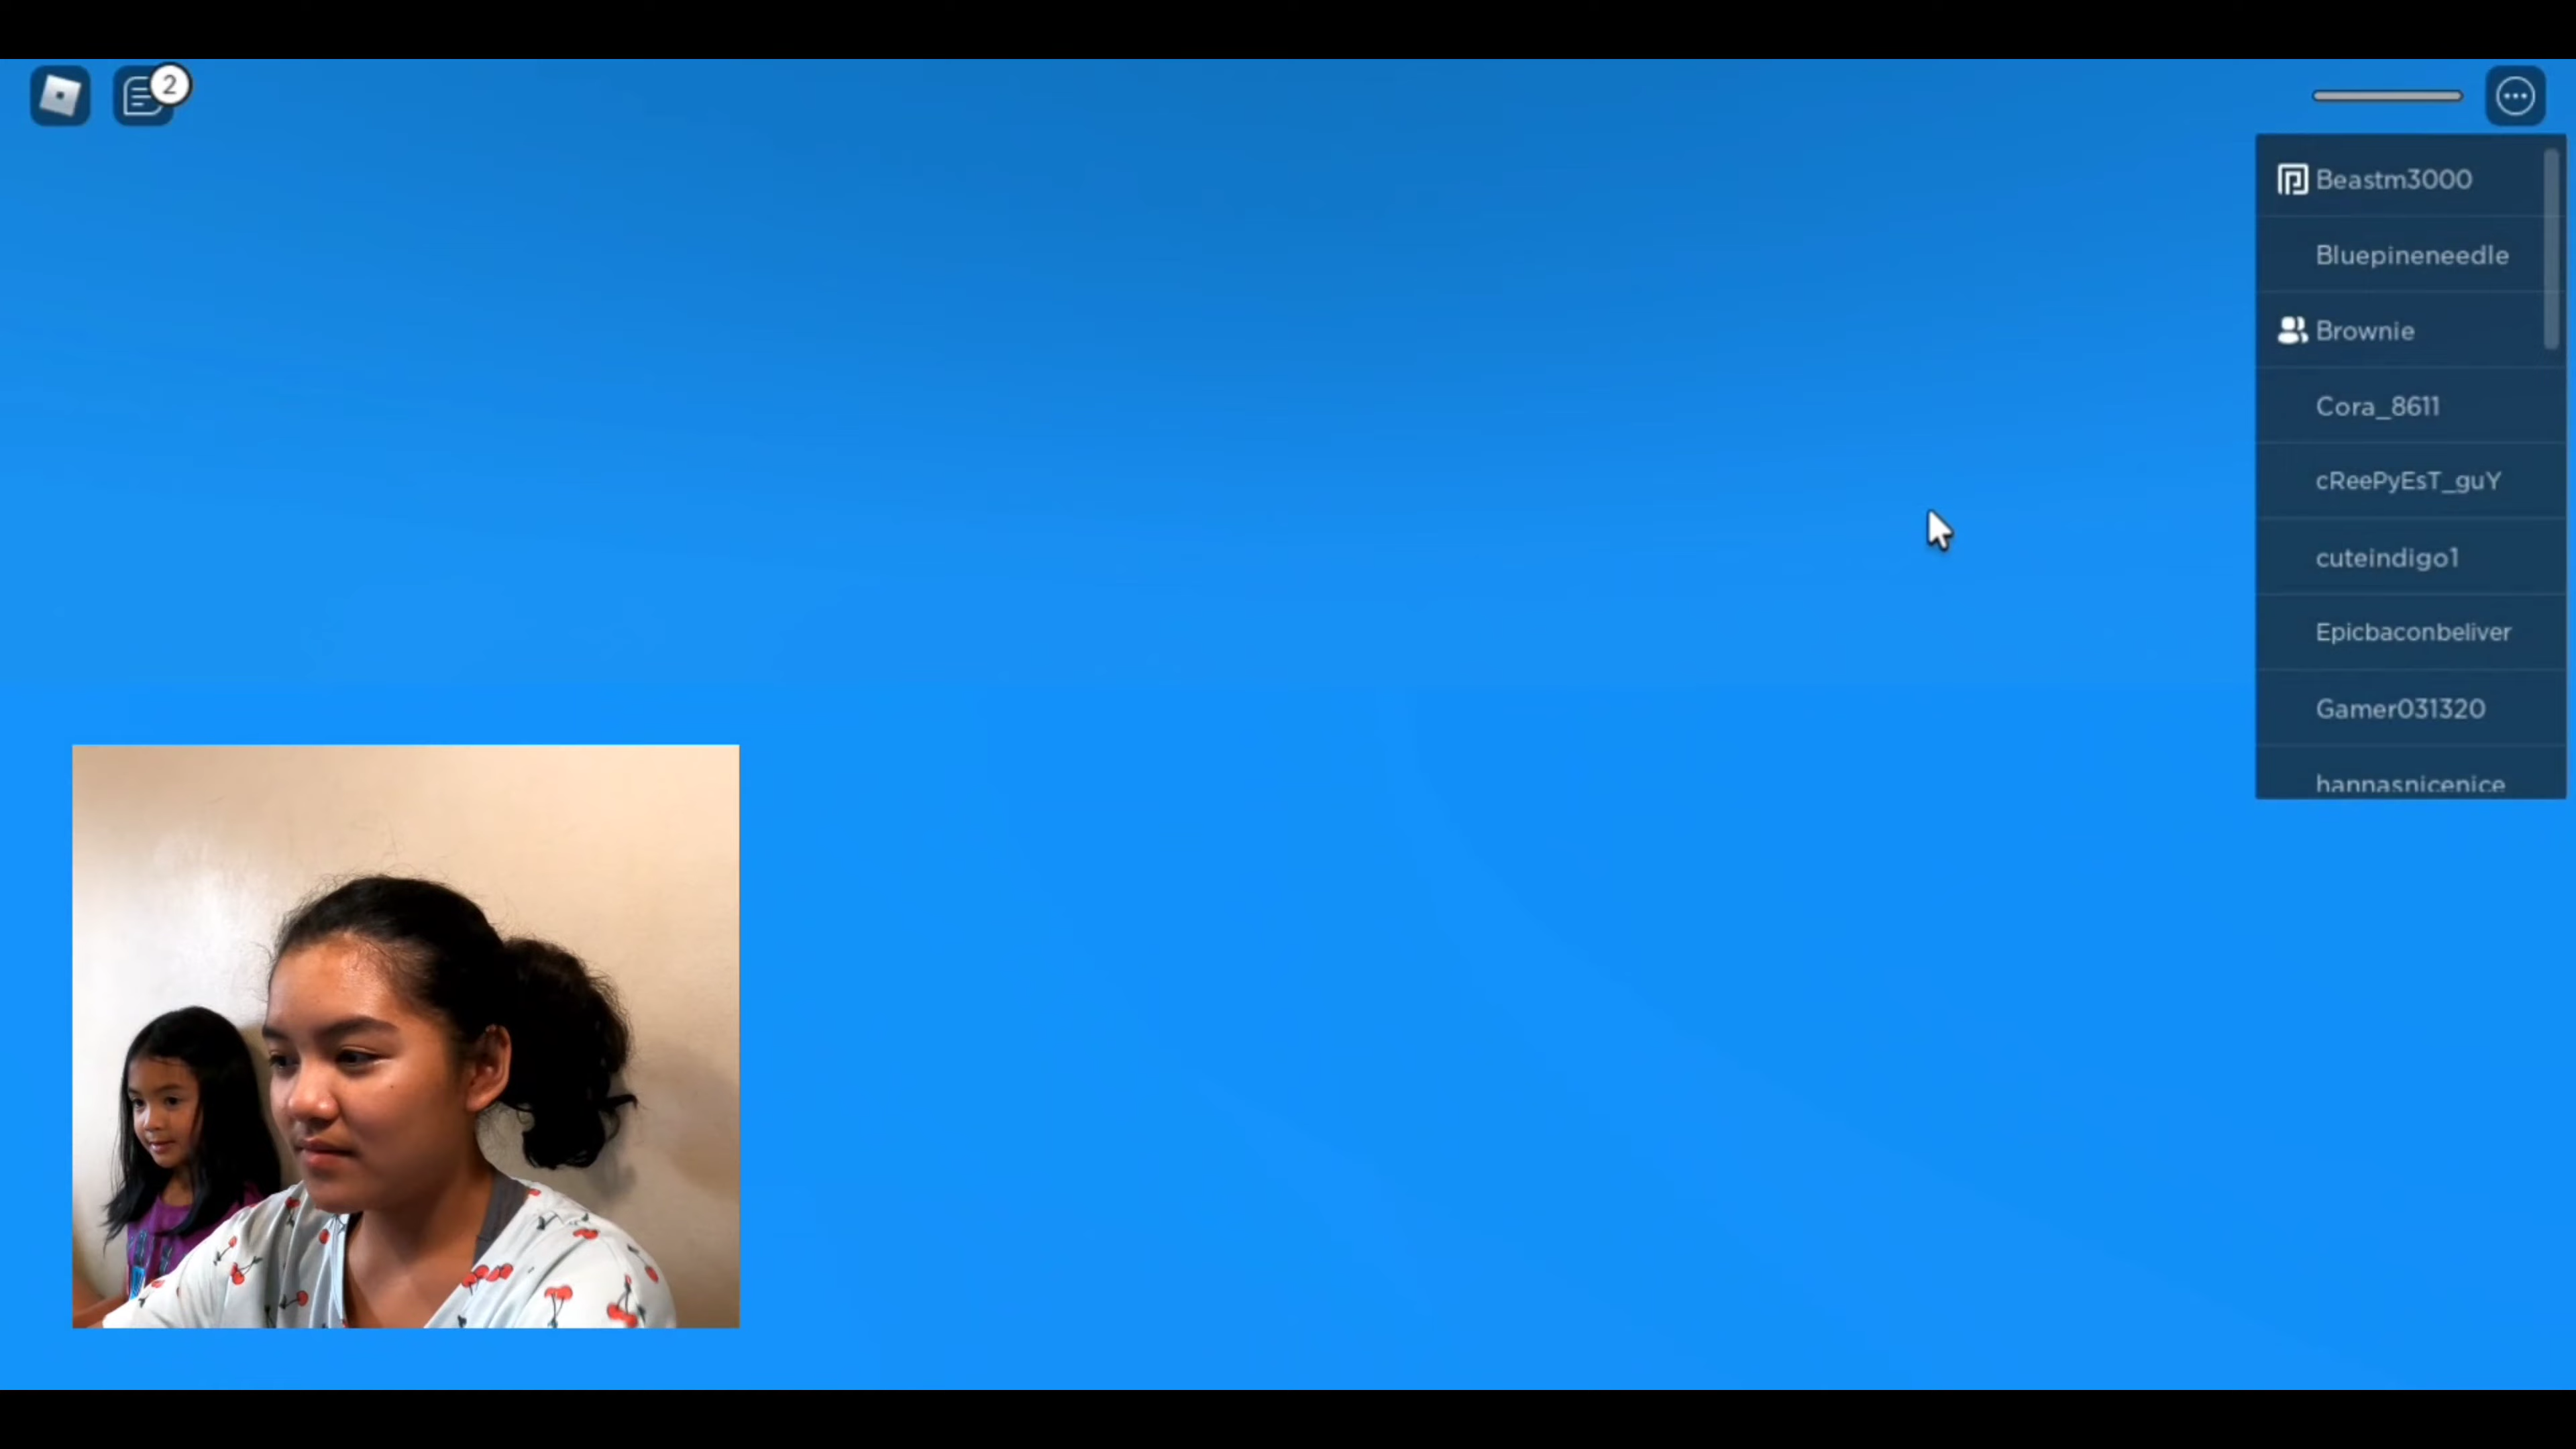 2
Beastm3000
Bluepineneedle
Brownie
Cora_8611
cReePyEsT_guY
cuteindigo1
Epicbaconbeliver
Gamer031320
hannasnicenice